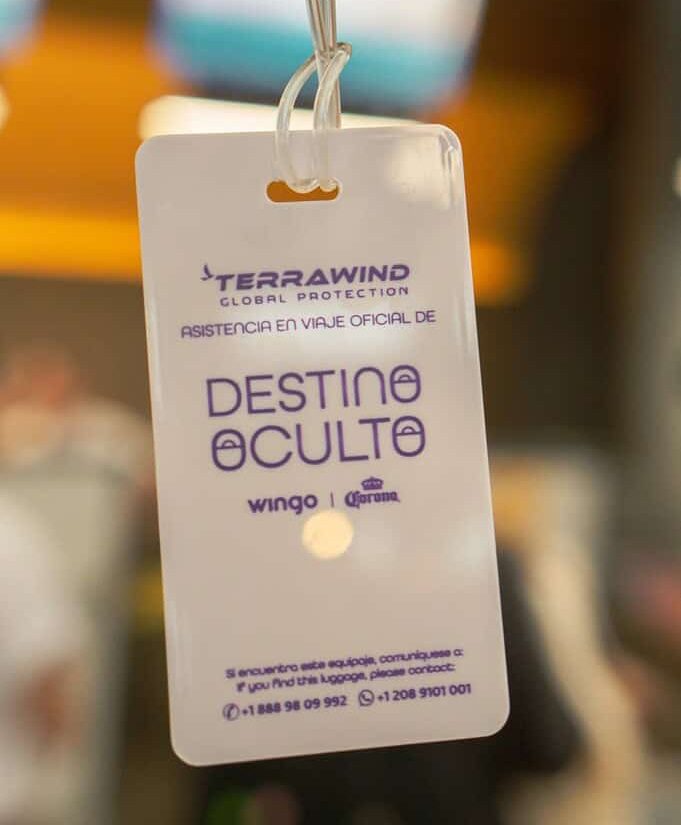 TERRAWIND
GLOBAL PROTECTION
ASISTENCIA EN VIAJE OFICIAL DE
DESTINO
OCULTO
wingo | Corona
Si encuentra este equipaje, comuníquese a:
If you find this luggage, please contact:
+1 888 98 09 992 +1 208 9101 001